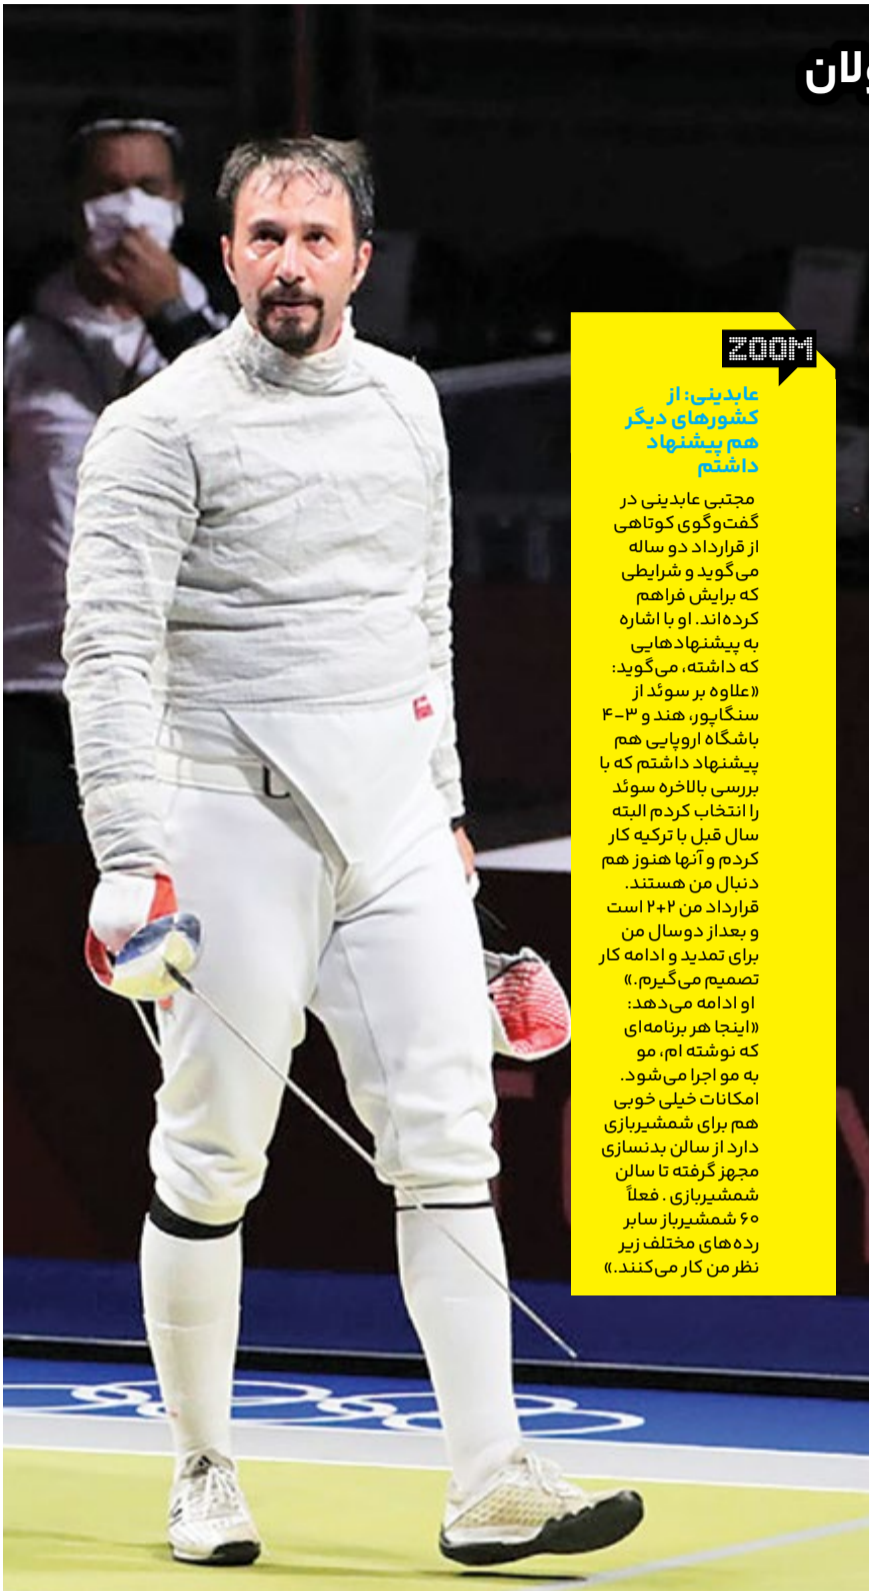 ZOOM
عابدینی: از
کشورهای دیگر
هم پیشنهاد
داشتم
مجتبی عابدینی در
گفت‌وگوی کوتاهی
از قرارداد دو ساله
می‌گوید و شرایطی
که برایش فراهم
کرده‌اند. او با اشاره
به پیشنهادهایی
که داشته، می‌گوید:
«علاوه بر سوئد از
سنگاپور، هند و ۳-۴
باشگاه اروپایی هم
پیشنهاد داشتم که با
بررسی بالاخره سوئد
را انتخاب کردم البته
سال قبل با ترکیه کار
کردم و آنها هنوز هم
دنبال من هستند.
قرارداد من ۲+۲ است
و بعداز دوسال من
برای تمدید و ادامه کار
تصمیم می‌گیرم.»
او ادامه می‌دهد:
«اینجا هر برنامه‌ای
که نوشته ام، مو
به مو اجرا می‌شود.
امکانات خیلی خوبی
هم برای شمشیربازی
دارد از سالن بدنسازی
مجهز گرفته تا سالن
شمشیربازی . فعلاً
۶۰ شمشیرباز سابر
رده‌های مختلف زیر
نظر من کار می‌کنند.»